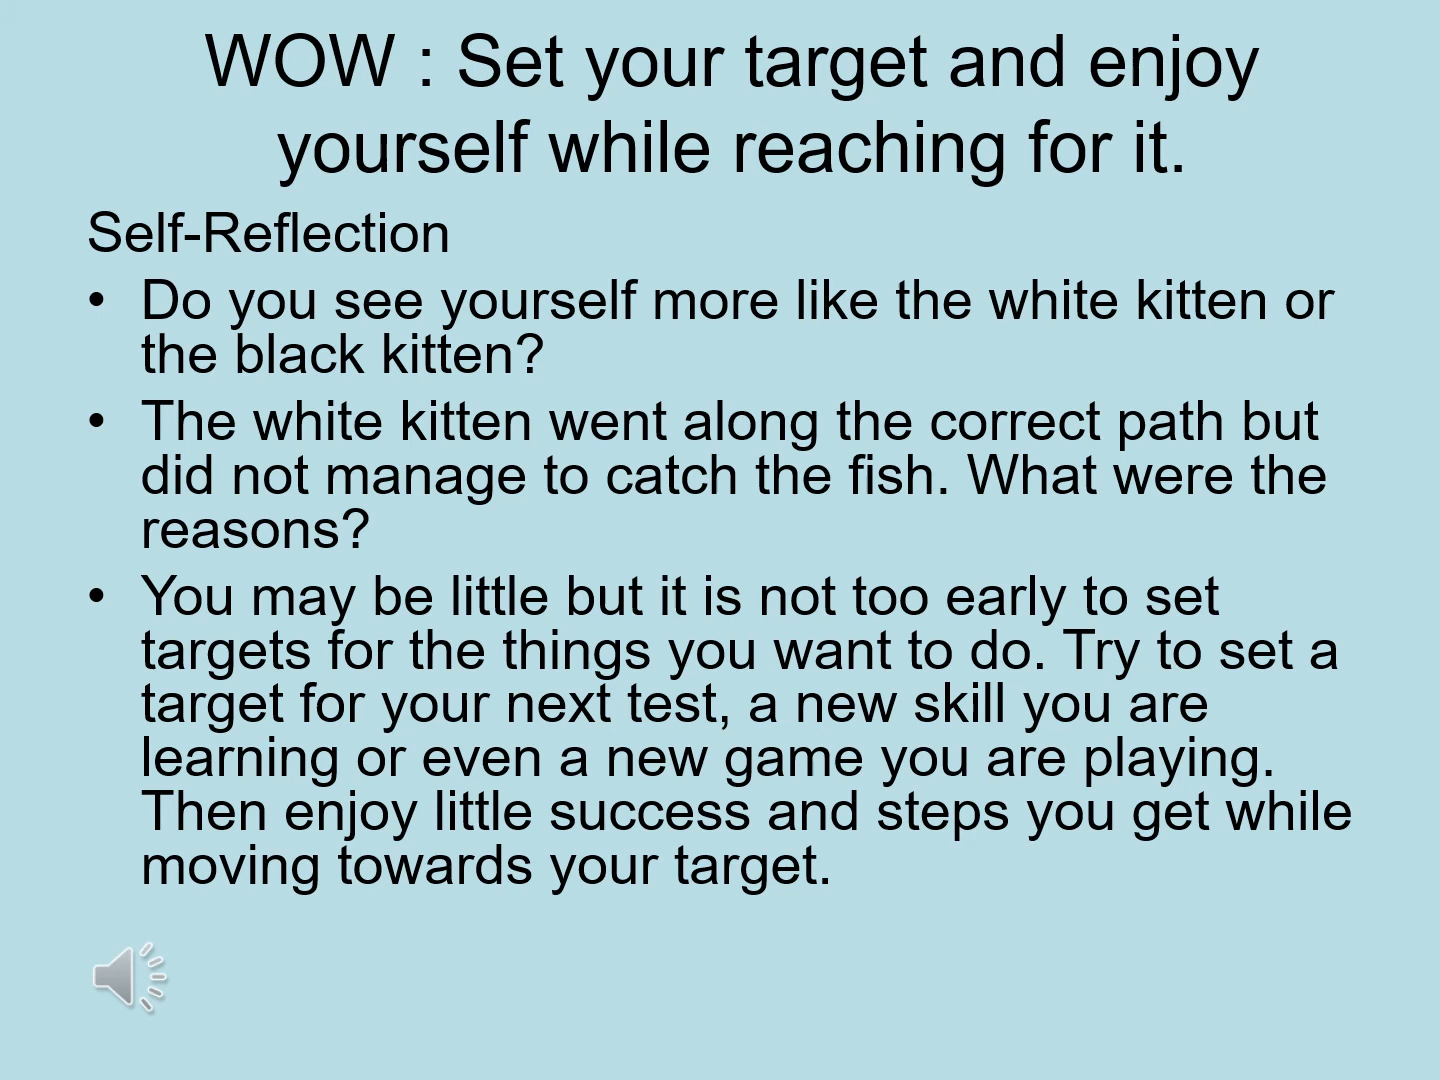 WOW : Set your target and enjoy
yourself while reaching for it.
Self-Reflection
• Do you see yourself more like the white kitten or
the black kitten?
• The white kitten went along the correct path but
did not manage to catch the fish. What were the
reasons?
• You may be little but it is not too early to set
targets for the things you want to do. Try to set a
target for your next test, a new skill you are
learning or even a new game you are playing.
Then enjoy little success and steps you get while
moving towards your target.